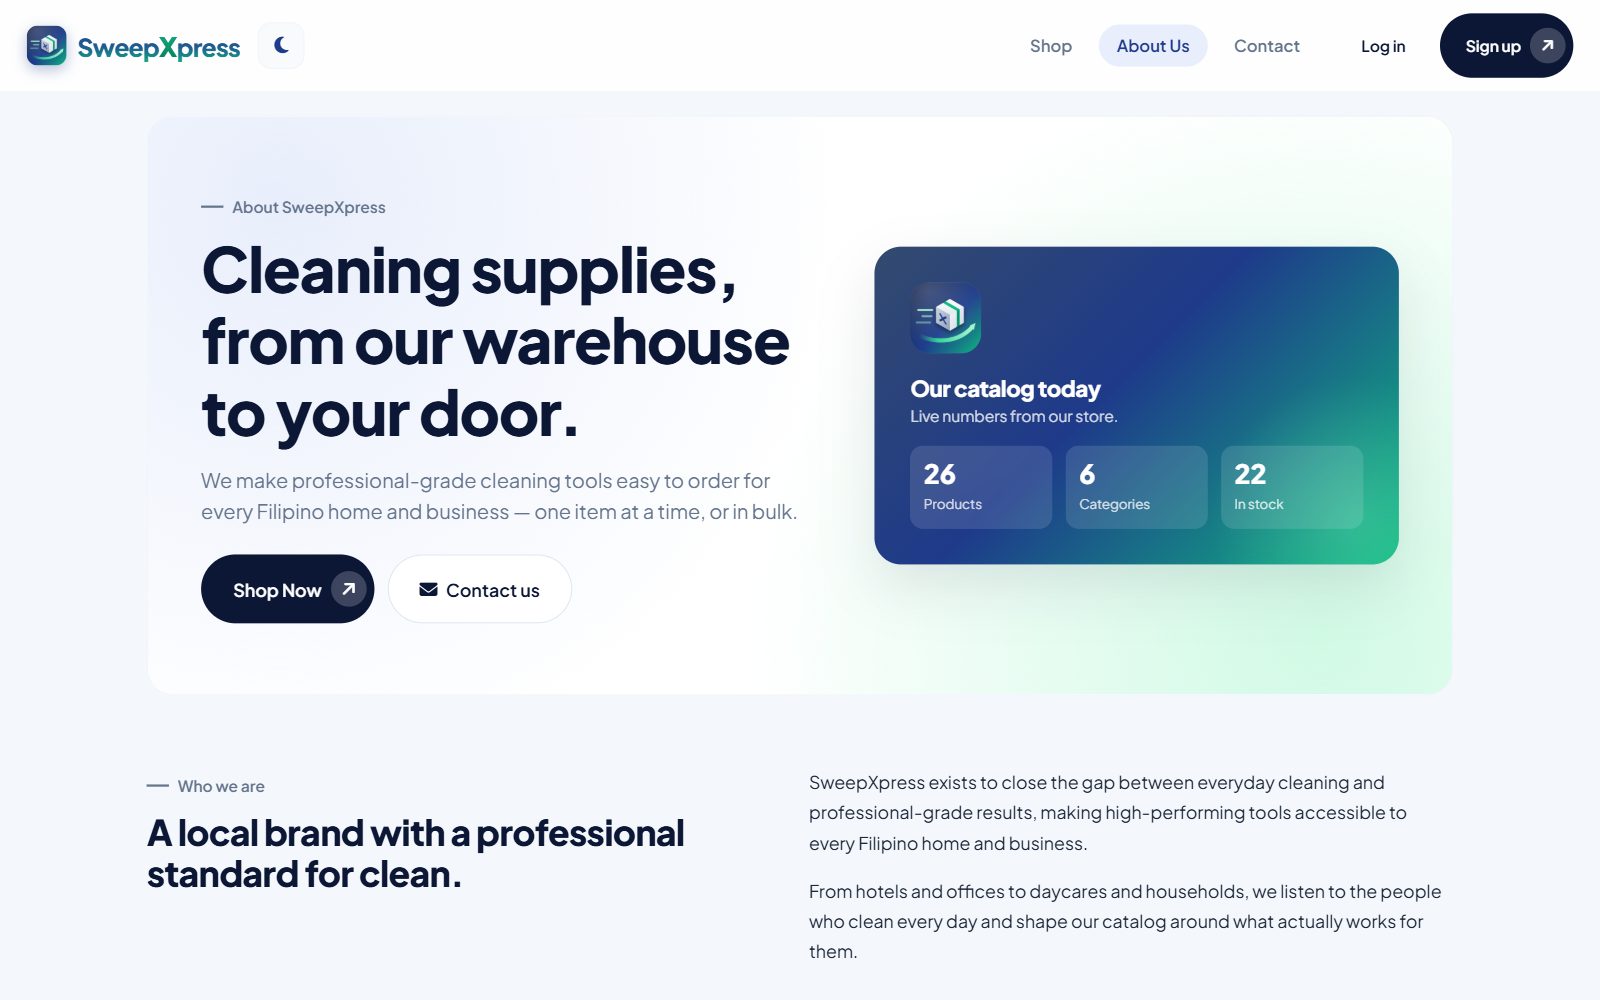 SweepXpress
Shop
About Us
Contact
Log in
Sign up
About SweepXpress
Cleaning supplies,
from our warehouse
to your door.
We make professional-grade cleaning tools easy to order for
every Filipino home and business — one item at a time, or in bulk.
Shop Now
Contact us
Our catalog today
Live numbers from our store.
26
Products
6
Categories
22
In stock
Who we are
A local brand with a professional
standard for clean.
SweepXpress exists to close the gap between everyday cleaning and
professional-grade results, making high-performing tools accessible to
every Filipino home and business.
From hotels and offices to daycares and households, we listen to the people
who clean every day and shape our catalog around what actually works for
them.